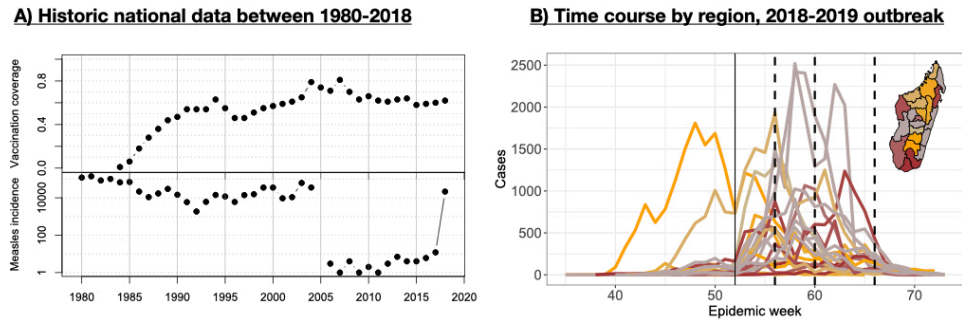 A) Historic national data between 1980-2018
Vaccination coverage
0.8
0.4
0.0
Measles incidence
10000
100
1
1980 1985 1990 1995 2000 2005 2010 2015 2020
B) Time course by region, 2018-2019 outbreak
Cases
2500
2000
1500
1000
500
0
40 50 60 70
Epidemic week